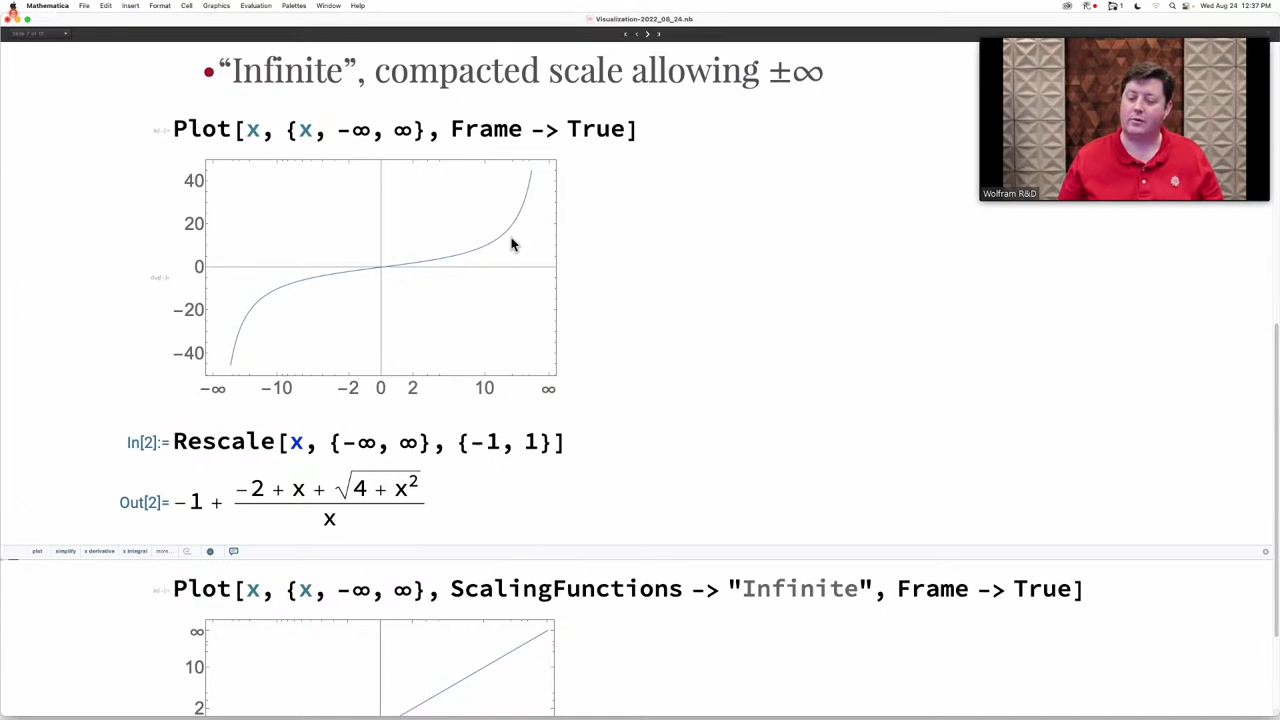 Mathematica File Edit Insert Format Cell Graphics Evaluation Palettes Window Help
Wed Aug 24 12:37 PM
Visualization-2022_08_24.nb
•“Infinite”, compacted scale allowing ±∞
Plot[x, {x, -∞, ∞}, Frame -> True]
40
20
0
-20
-40
-∞ -10 -2 0 2 10 ∞
Wolfram R&D
In[2]:= Rescale[x, {-∞, ∞}, {-1, 1}]
Out[2]= -1 + (-2 + x + √(4 + x²))/x
plot simplify x derivative x integral more...
Plot[x, {x, -∞, ∞}, ScalingFunctions -> "Infinite", Frame -> True]
∞
10
2